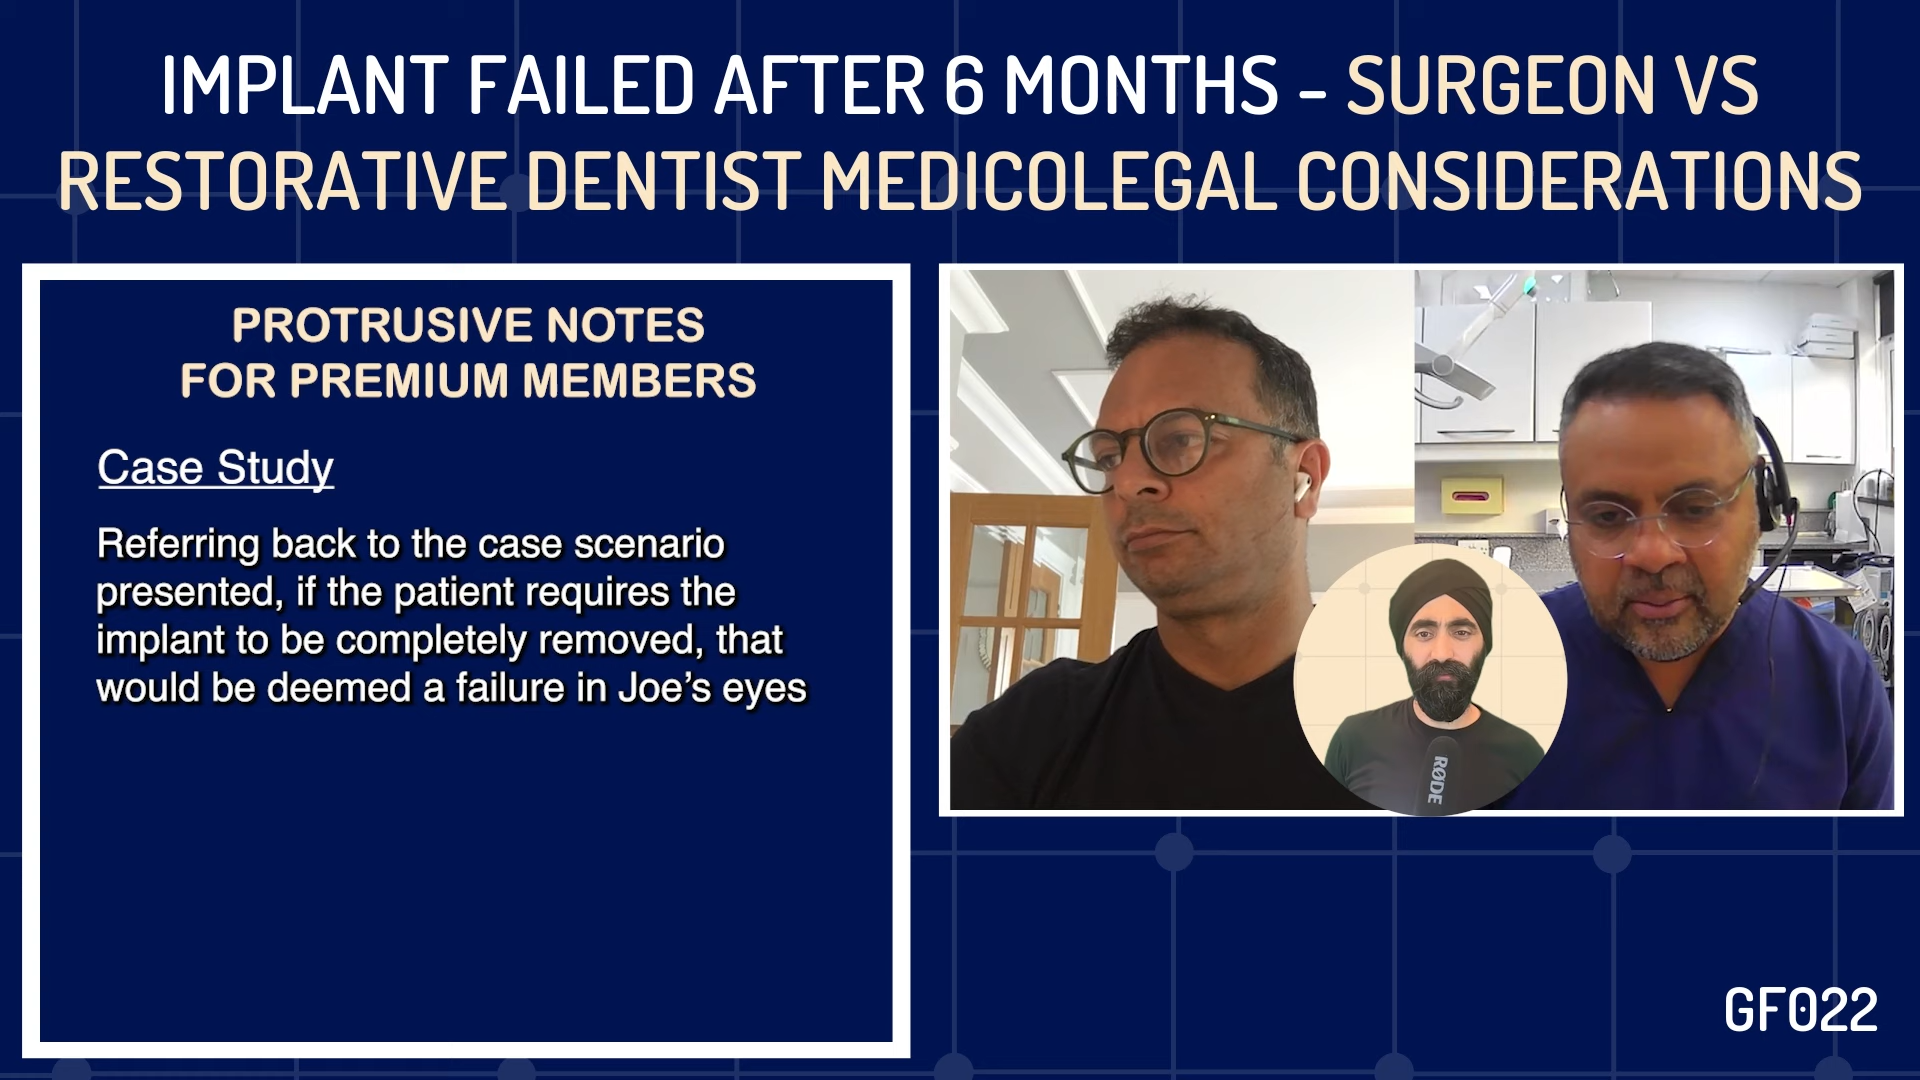 IMPLANT FAILED AFTER 6 MONTHS - SURGEON VS
RESTORATIVE DENTIST MEDICOLEGAL CONSIDERATIONS
PROTRUSIVE NOTES
FOR PREMIUM MEMBERS
Case Study
Referring back to the case scenario
presented, if the patient requires the
implant to be completely removed, that
would be deemed a failure in Joe's eyes
RØDE
GF022